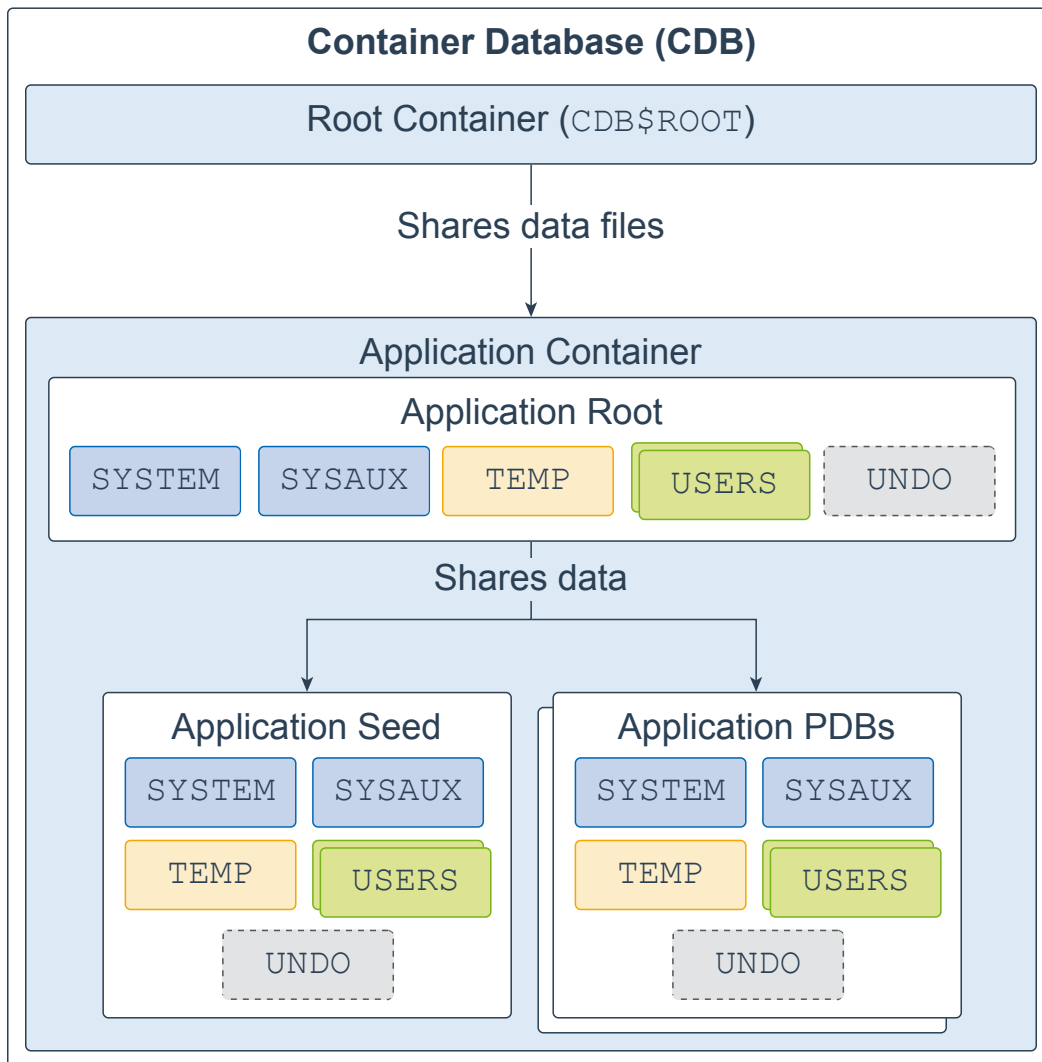 Container Database (CDB)
Root Container (CDB$ROOT)
Shares data files
Application Container
Application Root
SYSTEM SYSAUX TEMP USERS UNDO
Shares data
Application Seed
SYSTEM SYSAUX
TEMP USERS
UNDO
Application PDBs
SYSTEM SYSAUX
TEMP USERS
UNDO